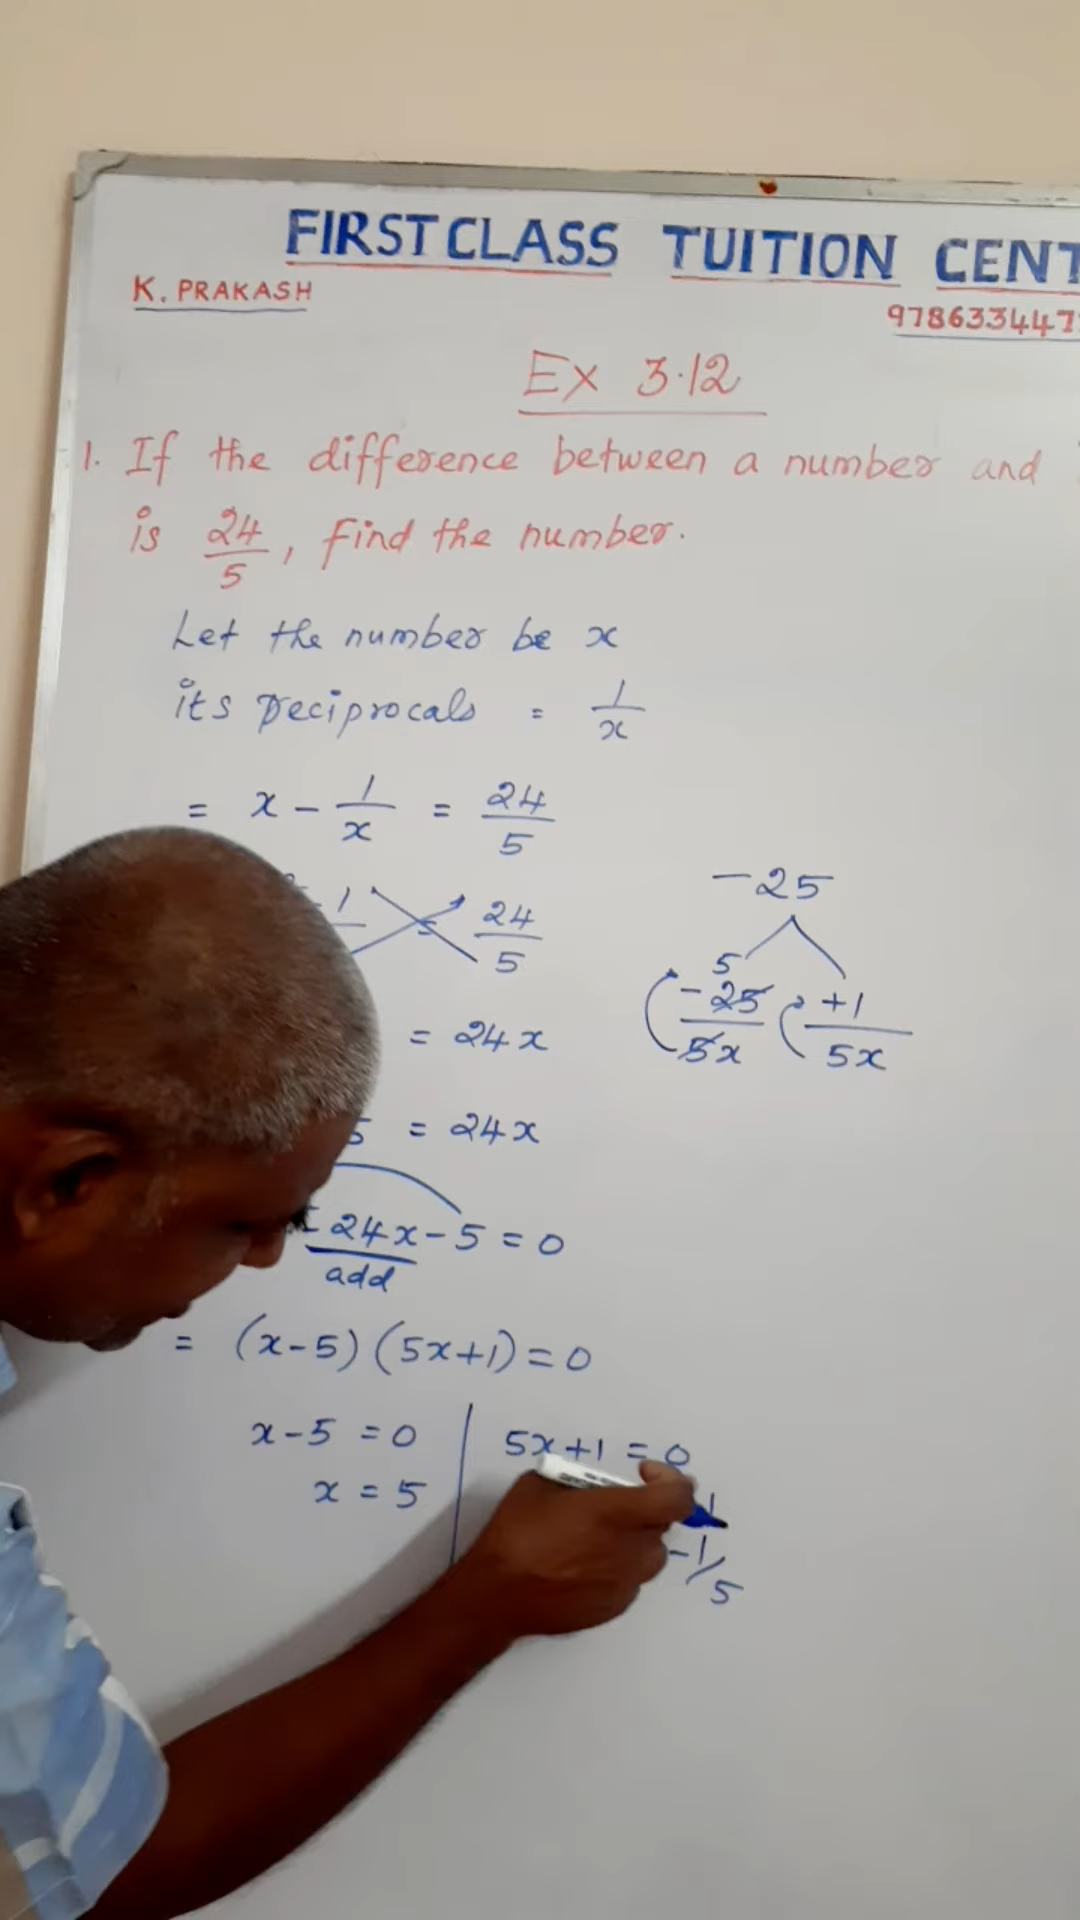 FIRST CLASS TUITION CENT
K. PRAKASH
978633447
Ex 3.12
1. If the difference between a number and
is 24/5, find the number.
Let the number be x
its reciprocals = 1/x
= x - 1/x = 24/5
- 1 = 24/5
= 24x
5 = 24x
- 24x - 5 = 0
add
= (x-5) (5x+1) = 0
x-5 = 0
x = 5
5x+1 = 0
1
-1/5
-25
5
-25/5x
+1/5x